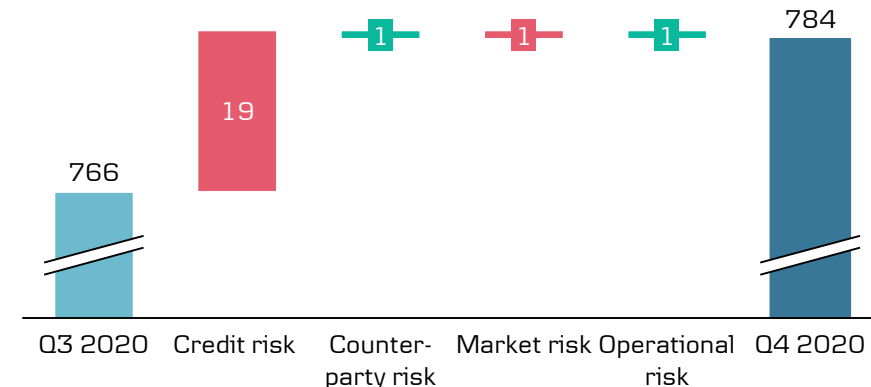 784
1
1
1
19
766
Q3 2020
Credit risk
Counter-
party risk
Market risk
Operational
risk
Q4 2020